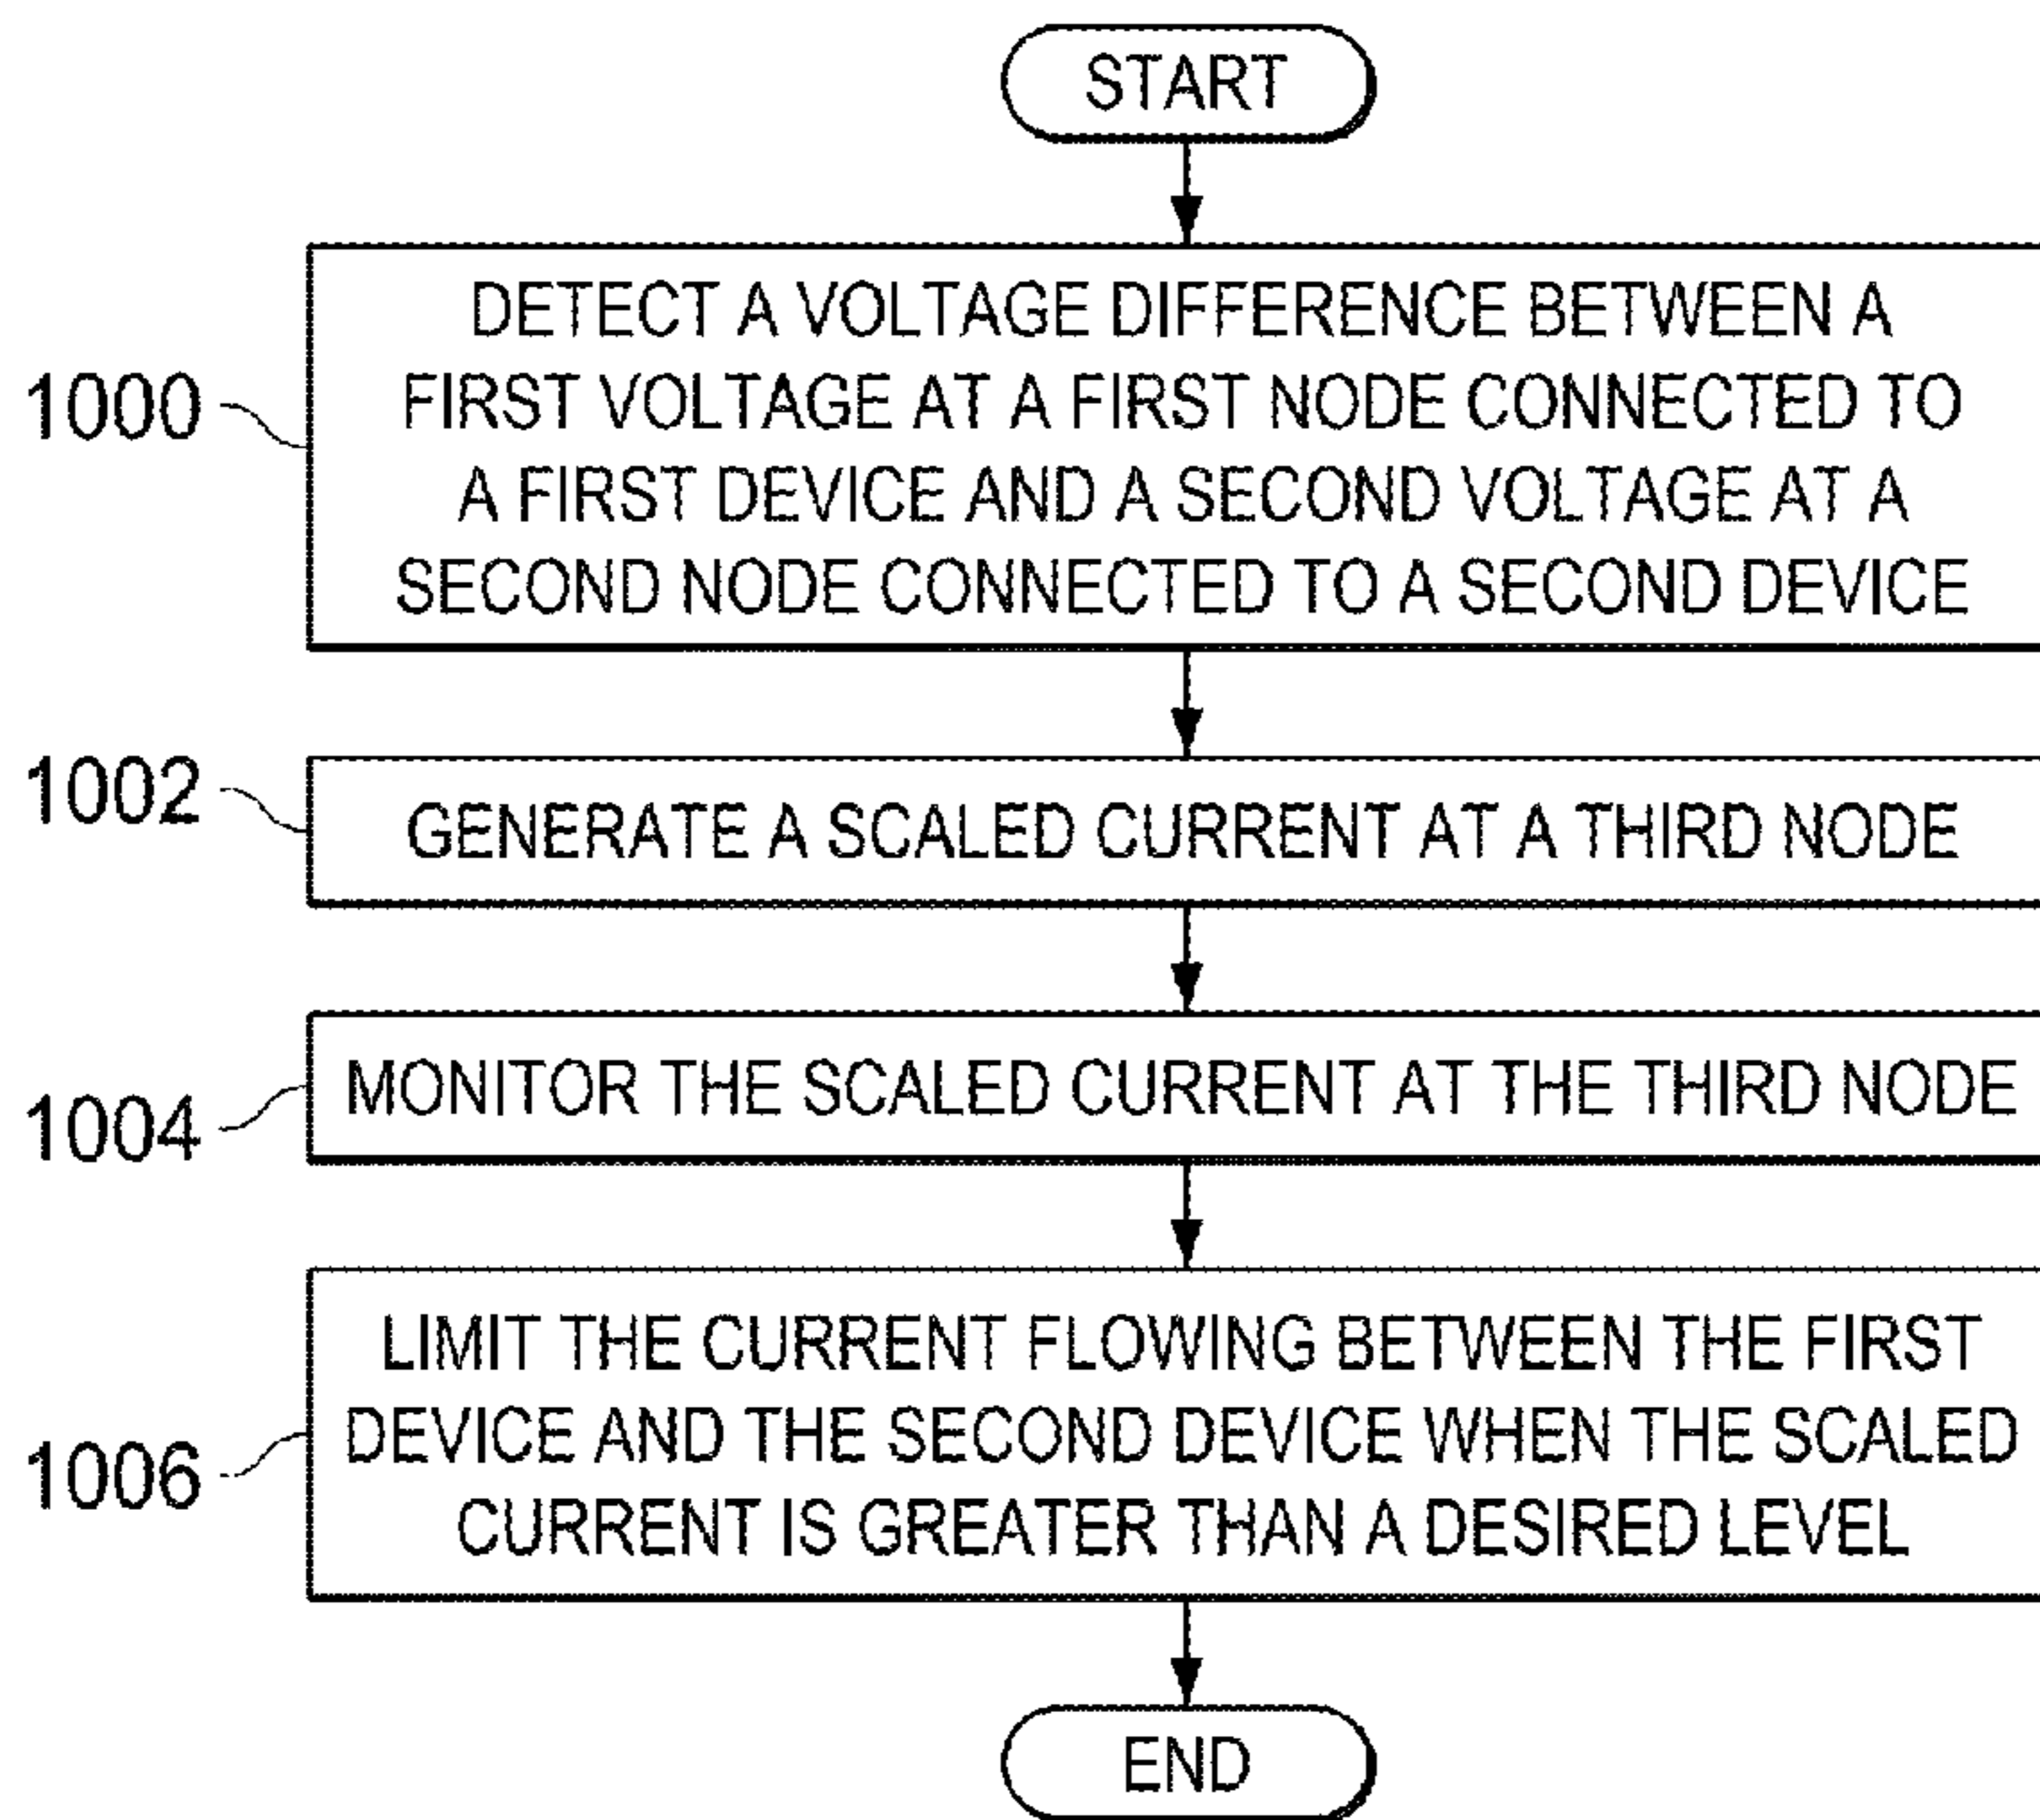 START
1000
DETECT A VOLTAGE DIFFERENCE BETWEEN A
FIRST VOLTAGE AT A FIRST NODE CONNECTED TO
A FIRST DEVICE AND A SECOND VOLTAGE AT A
SECOND NODE CONNECTED TO A SECOND DEVICE
1002
GENERATE A SCALED CURRENT AT A THIRD NODE
1004
MONITOR THE SCALED CURRENT AT THE THIRD NODE
1006
LIMIT THE CURRENT FLOWING BETWEEN THE FIRST
DEVICE AND THE SECOND DEVICE WHEN THE SCALED
CURRENT IS GREATER THAN A DESIRED LEVEL
END